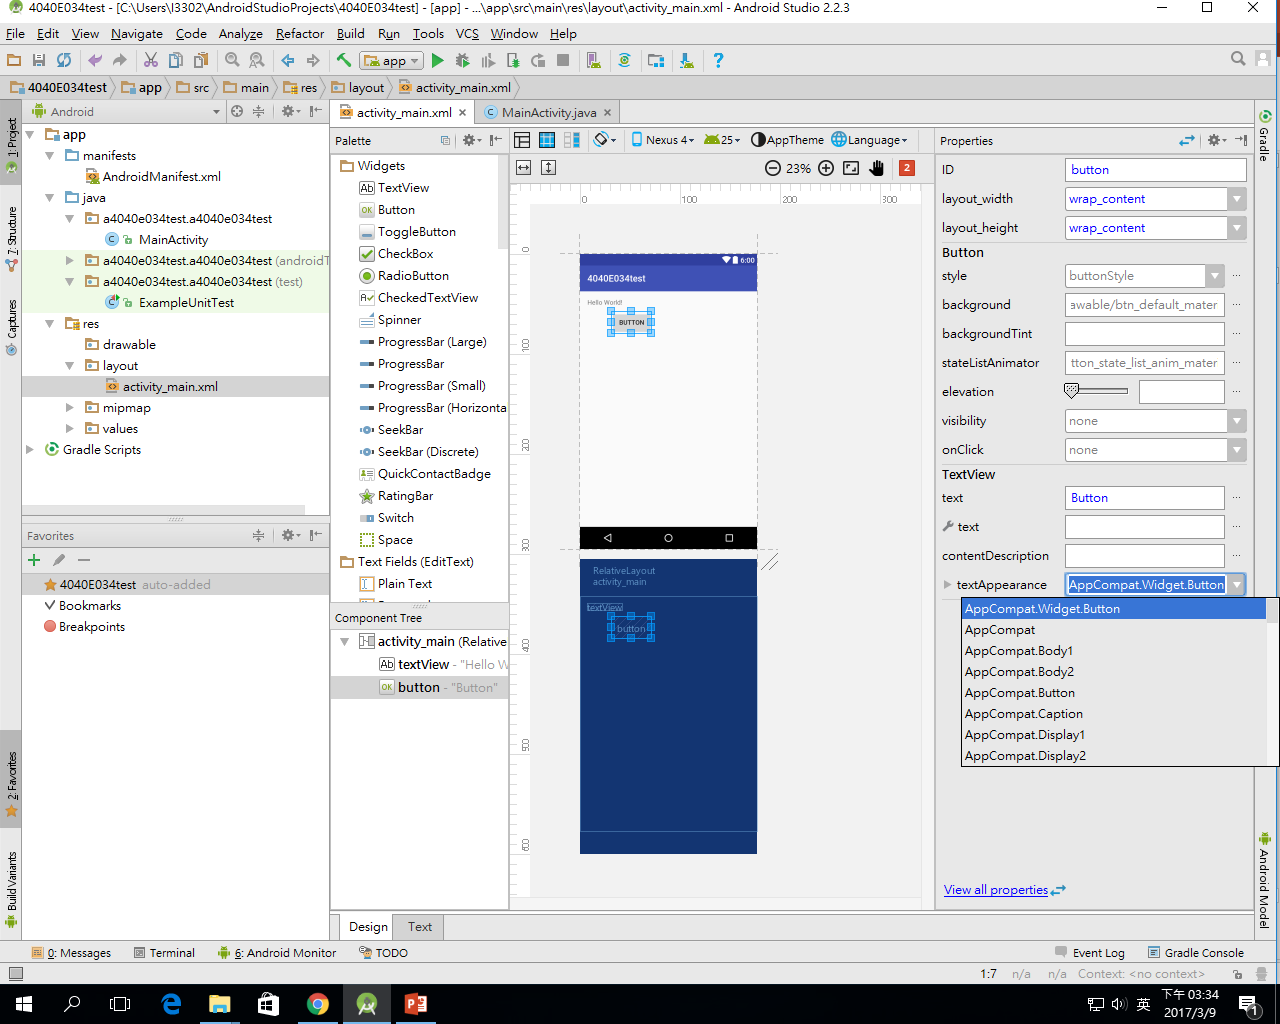 4040E034test - [C:\Users\I3302\AndroidStudioProjects\4040E034test] - [app] - ...\app\src\main\res\layout\activity_main.xml - Android Studio 2.2.3
File Edit View Navigate Code Analyze Refactor Build Run Tools VCS Window Help
app
4040E034test app src main res layout activity_main.xml
1: Project
7: Structure
Captures
2: Favorites
Build Variants
Android
app
manifests
AndroidManifest.xml
java
a4040e034test.a4040e034test
MainActivity
a4040e034test.a4040e034test (androidT
a4040e034test.a4040e034test (test)
ExampleUnitTest
res
drawable
layout
activity_main.xml
mipmap
values
Gradle Scripts
Favorites
4040E034test auto-added
Bookmarks
Breakpoints
activity_main.xml
MainActivity.java
Palette
Widgets
TextView
Button
ToggleButton
CheckBox
RadioButton
CheckedTextView
Spinner
ProgressBar (Large)
ProgressBar
ProgressBar (Small)
ProgressBar (Horizonta
SeekBar
SeekBar (Discrete)
QuickContactBadge
RatingBar
Switch
Space
Text Fields (EditText)
Plain Text
Component Tree
activity_main (Relative
textView - "Hello W
button - "Button"
Nexus 4 25 AppTheme Language
23% 2
0 100 200 300
0
100
200
300
400
500
600
6:00
4040E034test
Hello World!
BUTTON
RelativeLayout
activity_main
textView
button
Design Text
Properties
ID button
layout_width wrap_content
layout_height wrap_content
Button
style buttonStyle
background awable/btn_default_mater
backgroundTint
stateListAnimator tton_state_list_anim_mater
elevation
visibility none
onClick none
TextView
text Button
text
contentDescription
textAppearance AppCompat.Widget.Button
AppCompat.Widget.Button
AppCompat
AppCompat.Body1
AppCompat.Body2
AppCompat.Button
AppCompat.Caption
AppCompat.Display1
AppCompat.Display2
View all properties
Gradle
Android Model
0: Messages Terminal 6: Android Monitor TODO Event Log Gradle Console
1:7 n/a n/a Context: <no context>
英
下午 03:34
2017/3/9
1